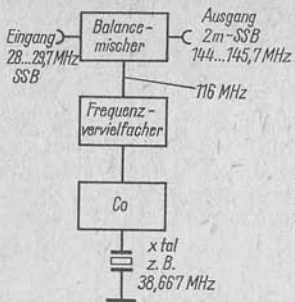 Eingang
28...29,7 MHz
SSB
Balance-
mischer
Ausgang
2m-SSB
144...145,7 MHz
116 MHz
Frequenz-
vervielfacher
Co
xtal
z. B.
38,667 MHz